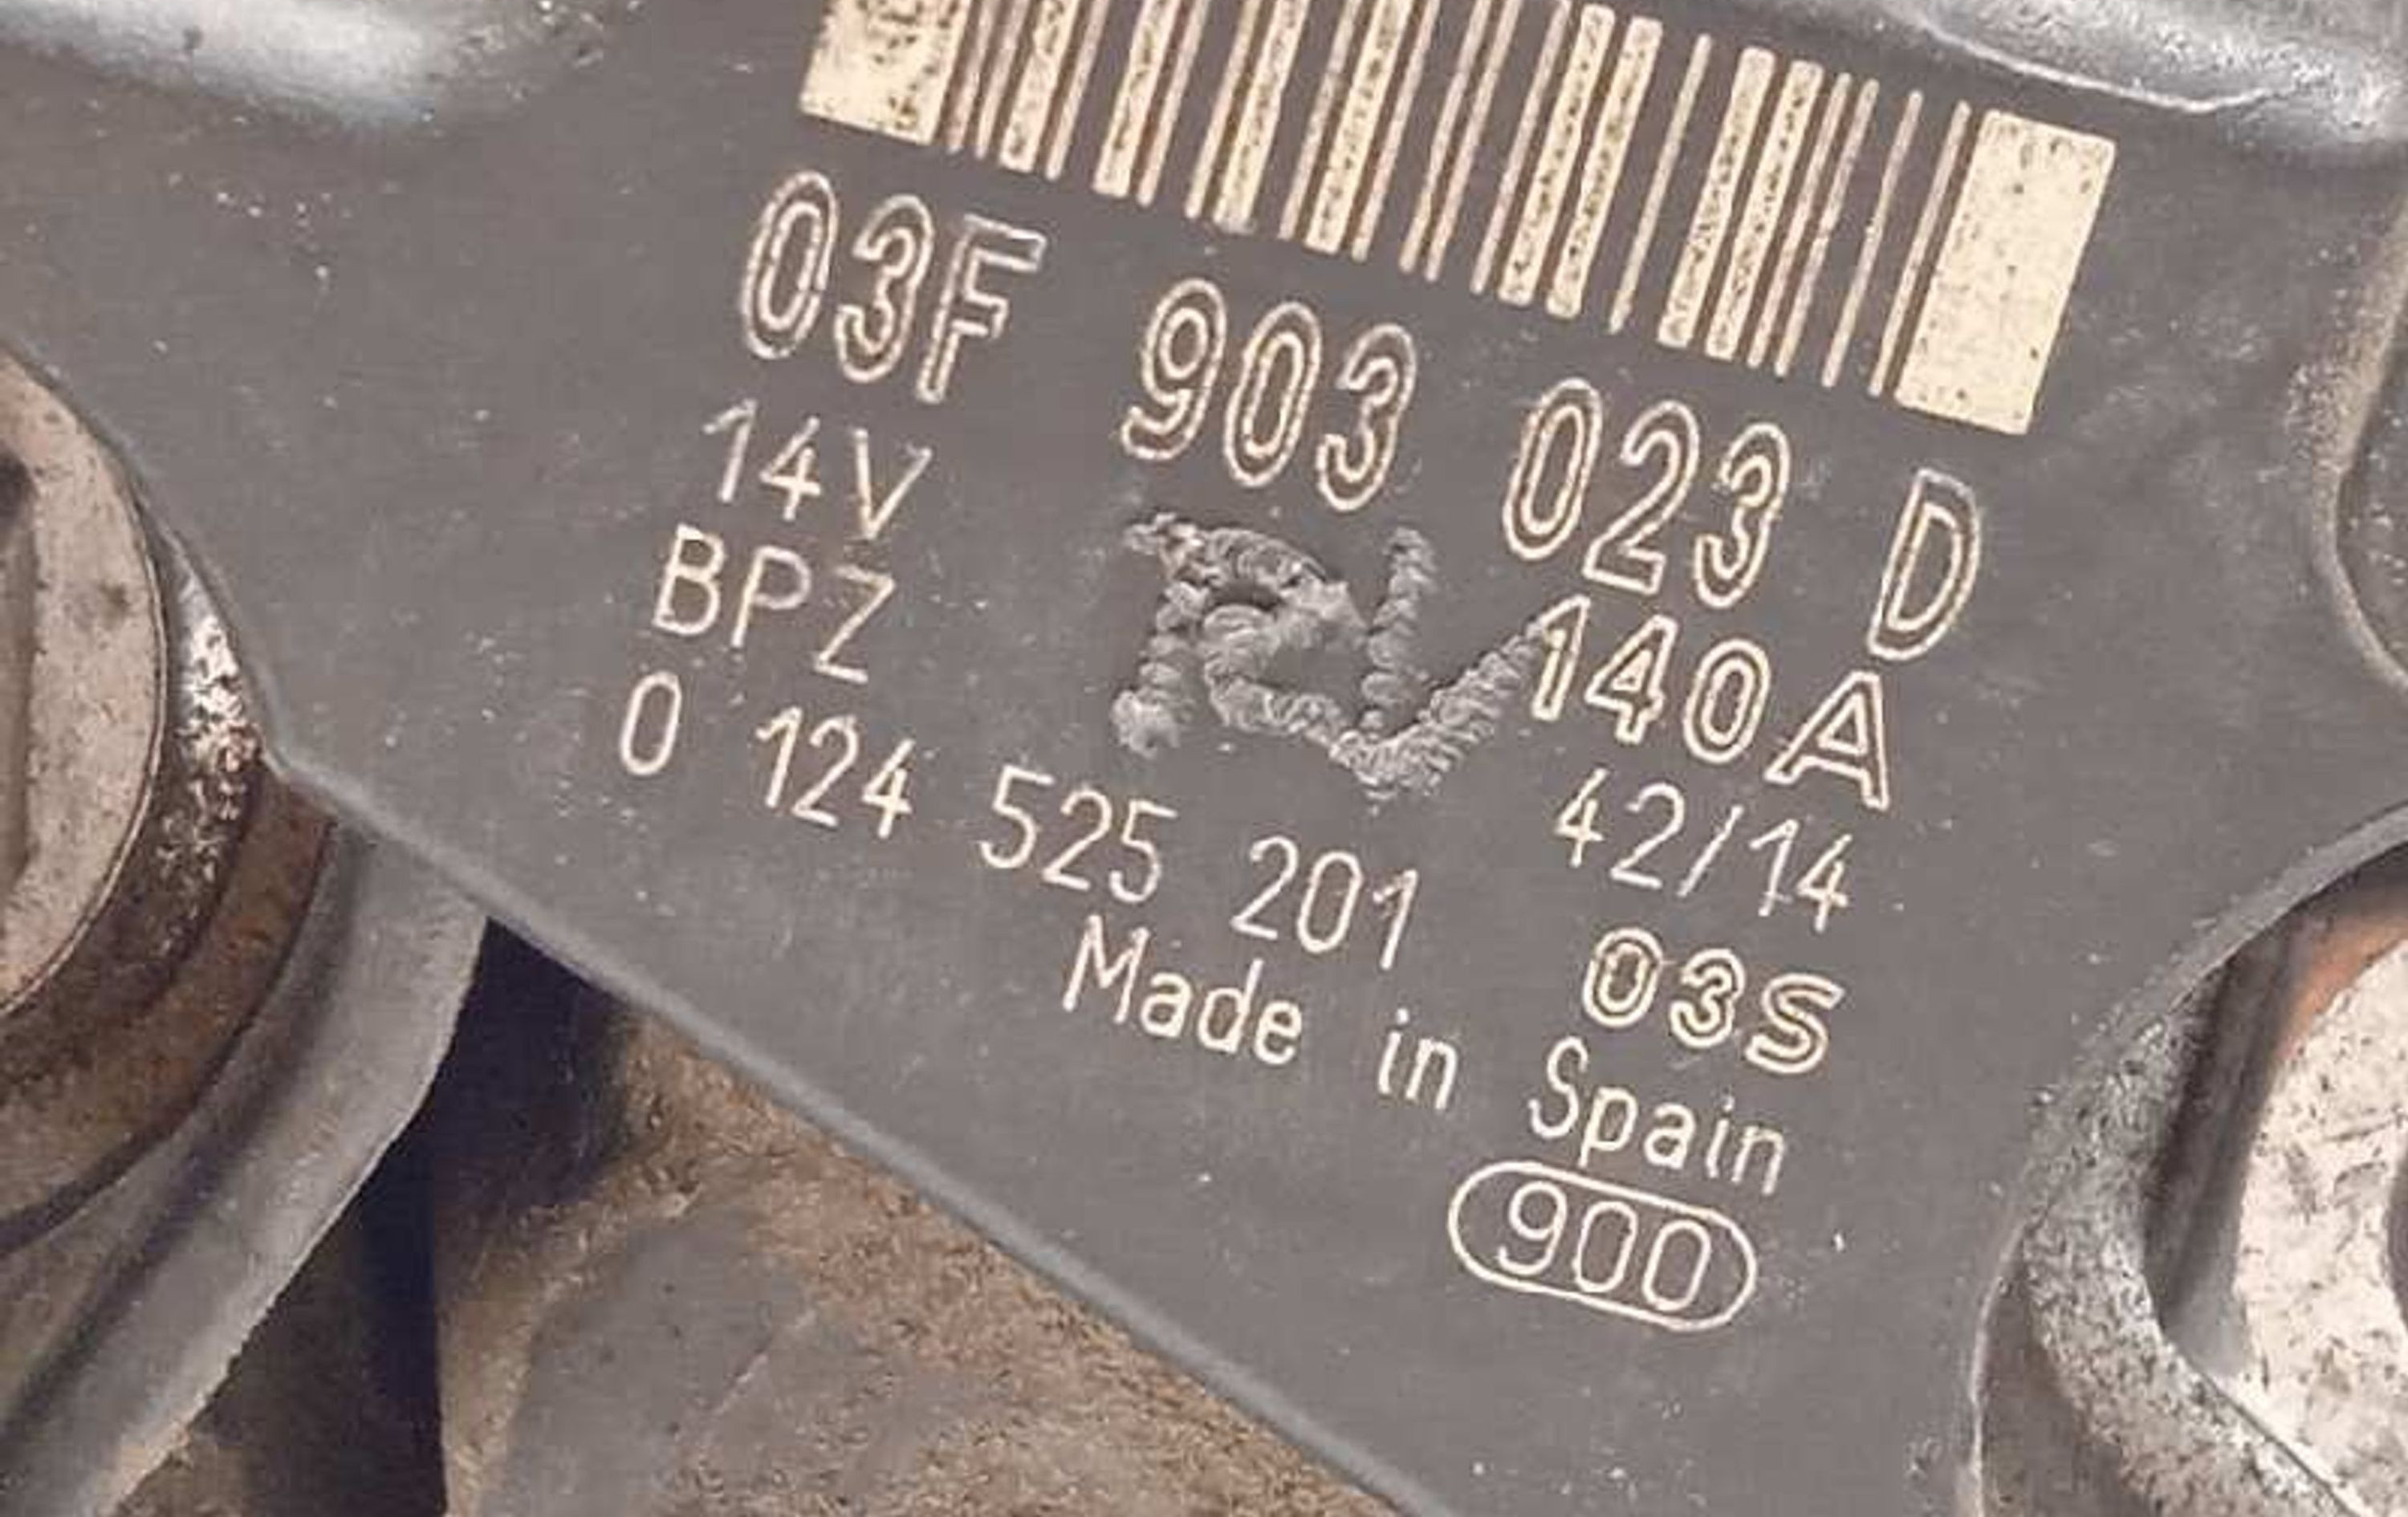 03F 903 023 D
14V 140A
BPZ 42/14
0 124 525 201 03S
Made in Spain
900